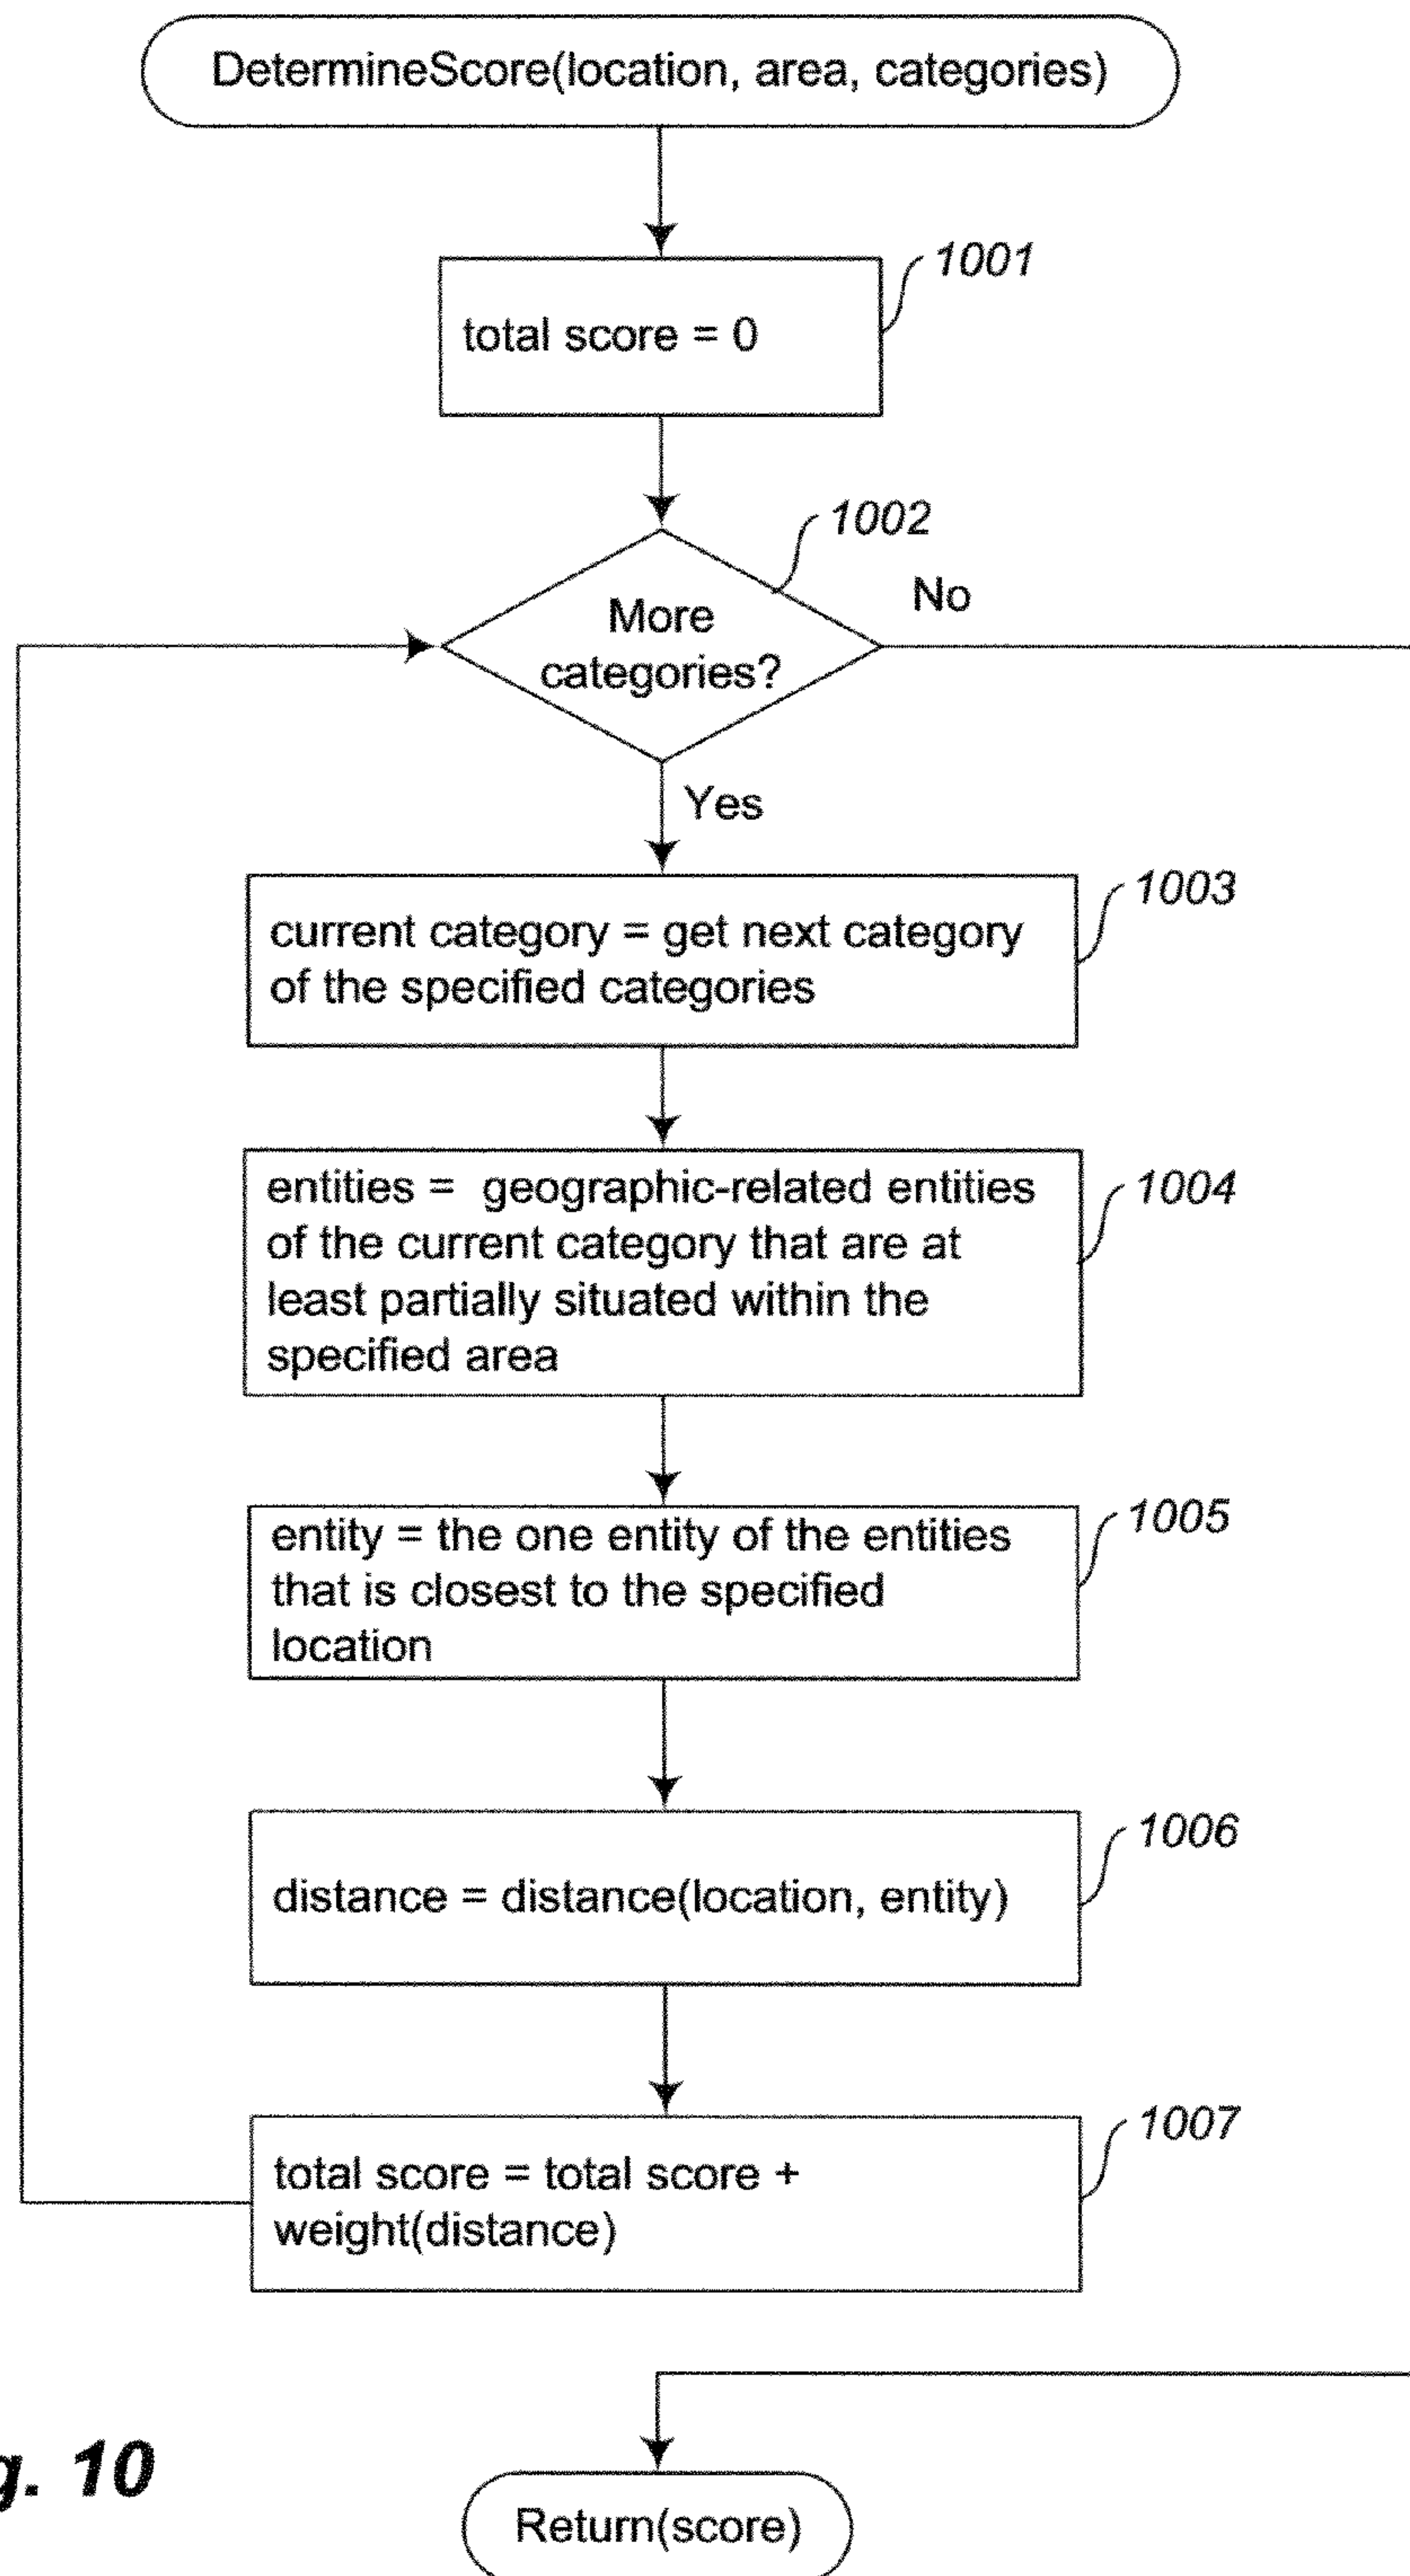 DetermineScore(location, area, categories)
1001
total score = 0
1002
No
More
categories?
Yes
1003
current category = get next category
of the specified categories
1004
entities = geographic-related entities
of the current category that are at
least partially situated within the
specified area
1005
entity = the one entity of the entities
that is closest to the specified
location
1006
distance = distance(location, entity)
1007
total score = total score +
weight(distance)
g. 10
Return(score)